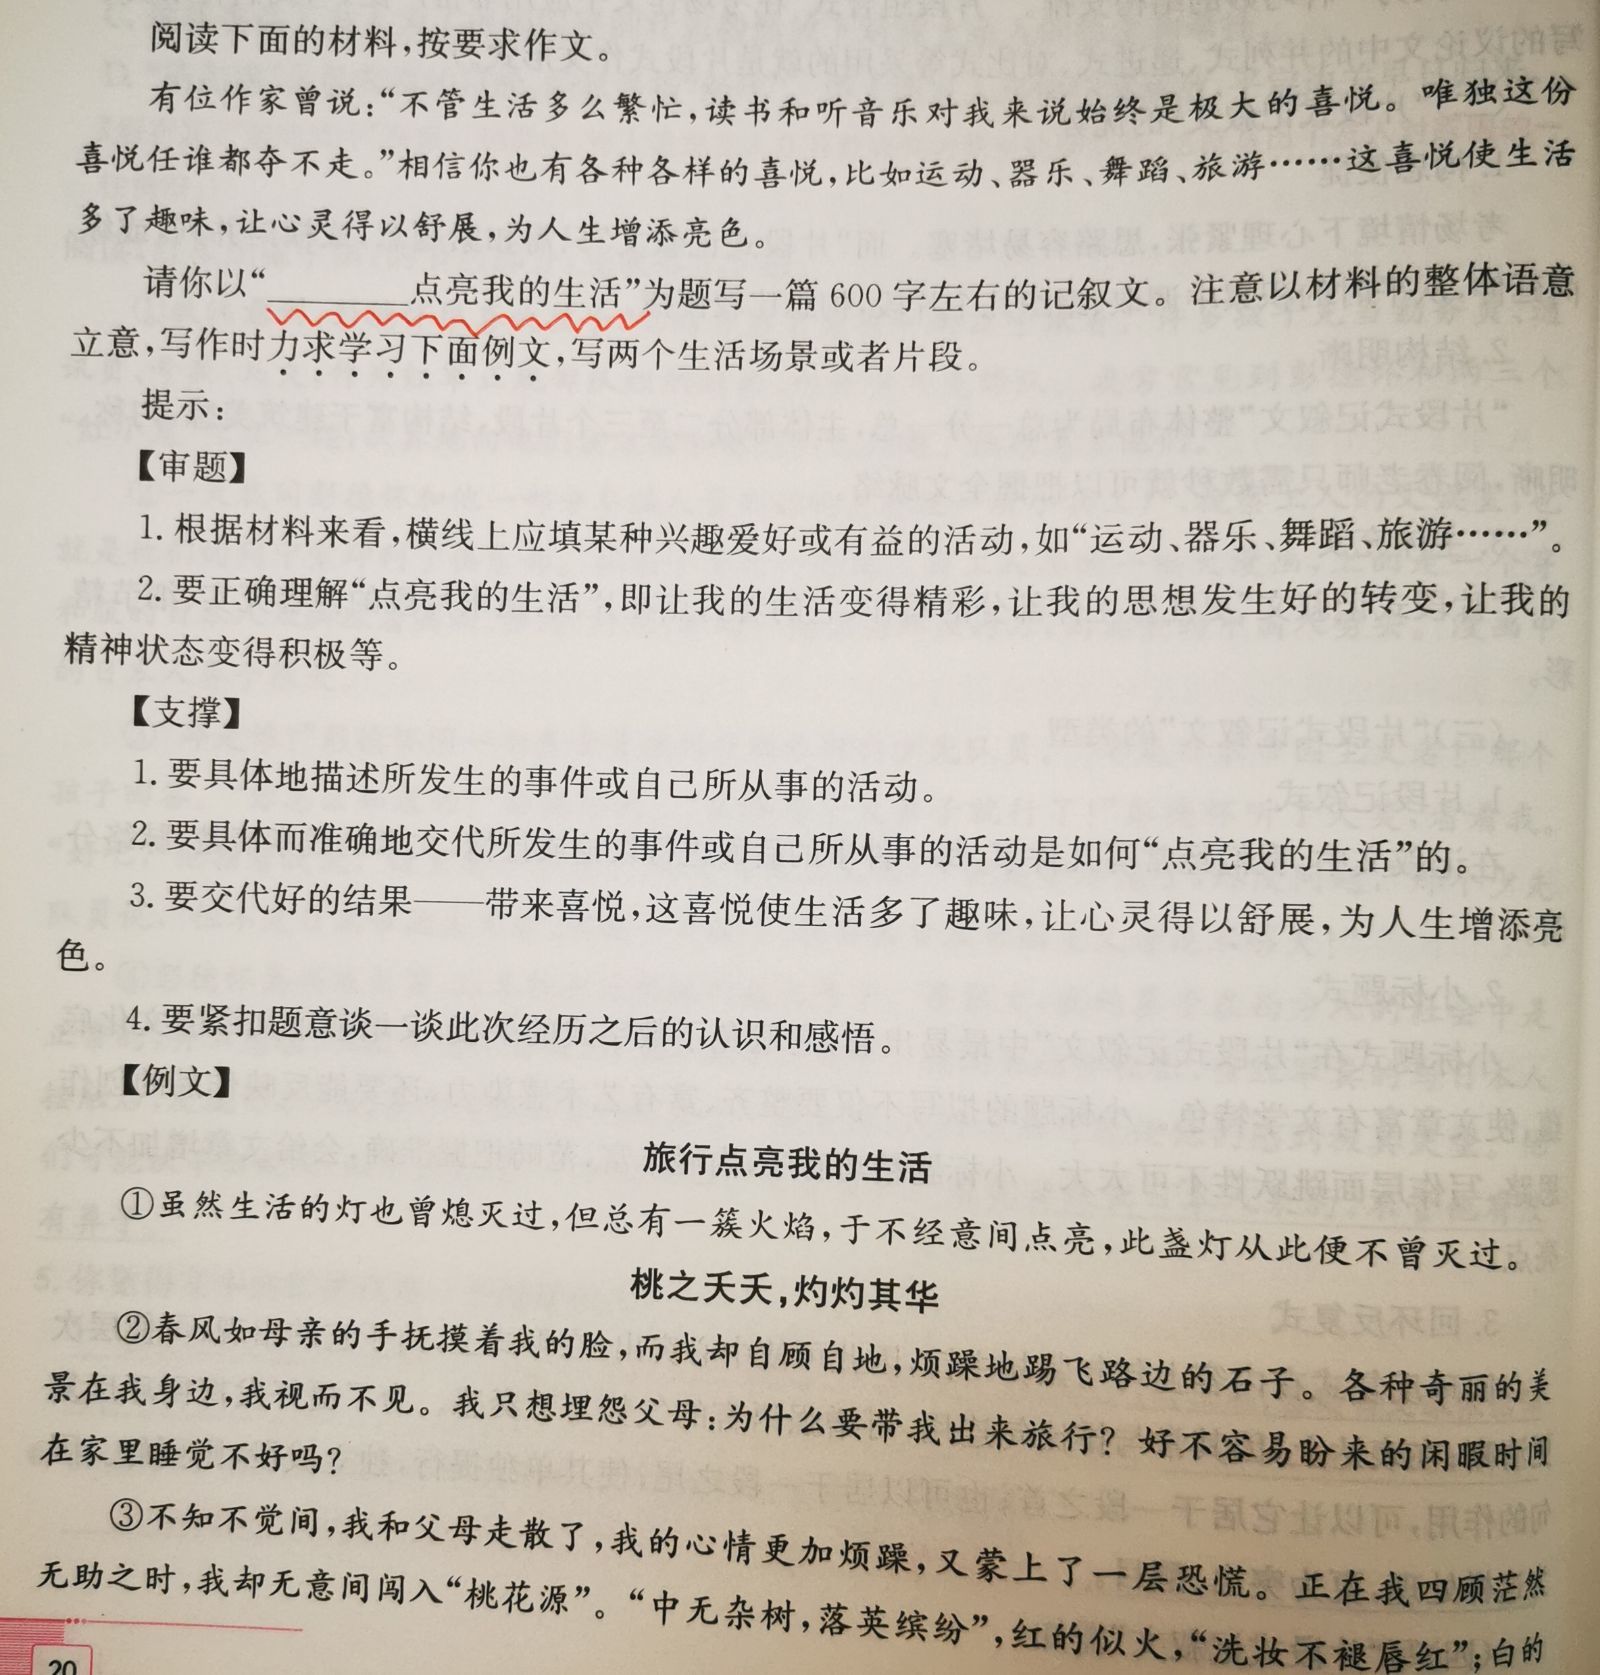 阅读下面的材料,按要求作文。
有位作家曾说:“不管生活多么繁忙,读书和听音乐对我来说始终是极大的喜悦。唯独这份
喜悦任谁都夺不走。”相信你也有各种各样的喜悦,比如运动、器乐、舞蹈、旅游……这喜悦使生活
多了趣味,让心灵得以舒展,为人生增添亮色。
请你以“________点亮我的生活”为题写一篇 600 字左右的记叙文。注意以材料的整体语意
立意,写作时力求学习下面例文,写两个生活场景或者片段。
提示:
【审题】
1. 根据材料来看,横线上应填某种兴趣爱好或有益的活动,如“运动、器乐、舞蹈、旅游……”。
2. 要正确理解“点亮我的生活”,即让我的生活变得精彩,让我的思想发生好的转变,让我的
精神状态变得积极等。
【支撑】
1. 要具体地描述所发生的事件或自己所从事的活动。
2. 要具体而准确地交代所发生的事件或自己所从事的活动是如何“点亮我的生活”的。
3. 要交代好的结果——带来喜悦,这喜悦使生活多了趣味,让心灵得以舒展,为人生增添亮
色。
4. 要紧扣题意谈一谈此次经历之后的认识和感悟。
【例文】
旅行点亮我的生活
①虽然生活的灯也曾熄灭过,但总有一簇火焰,于不经意间点亮,此盏灯从此便不曾灭过。
桃之夭夭,灼灼其华
②春风如母亲的手抚摸着我的脸,而我却自顾自地,烦躁地踢飞路边的石子。各种奇丽的美
景在我身边,我视而不见。我只想埋怨父母:为什么要带我出来旅行?好不容易盼来的闲暇时间
在家里睡觉不好吗?
③不知不觉间,我和父母走散了,我的心情更加烦躁,又蒙上了一层恐慌。正在我四顾茫然
无助之时,我却无意间闯入“桃花源”。“中无杂树,落英缤纷”,红的似火,“洗妆不褪唇红”;白的
20